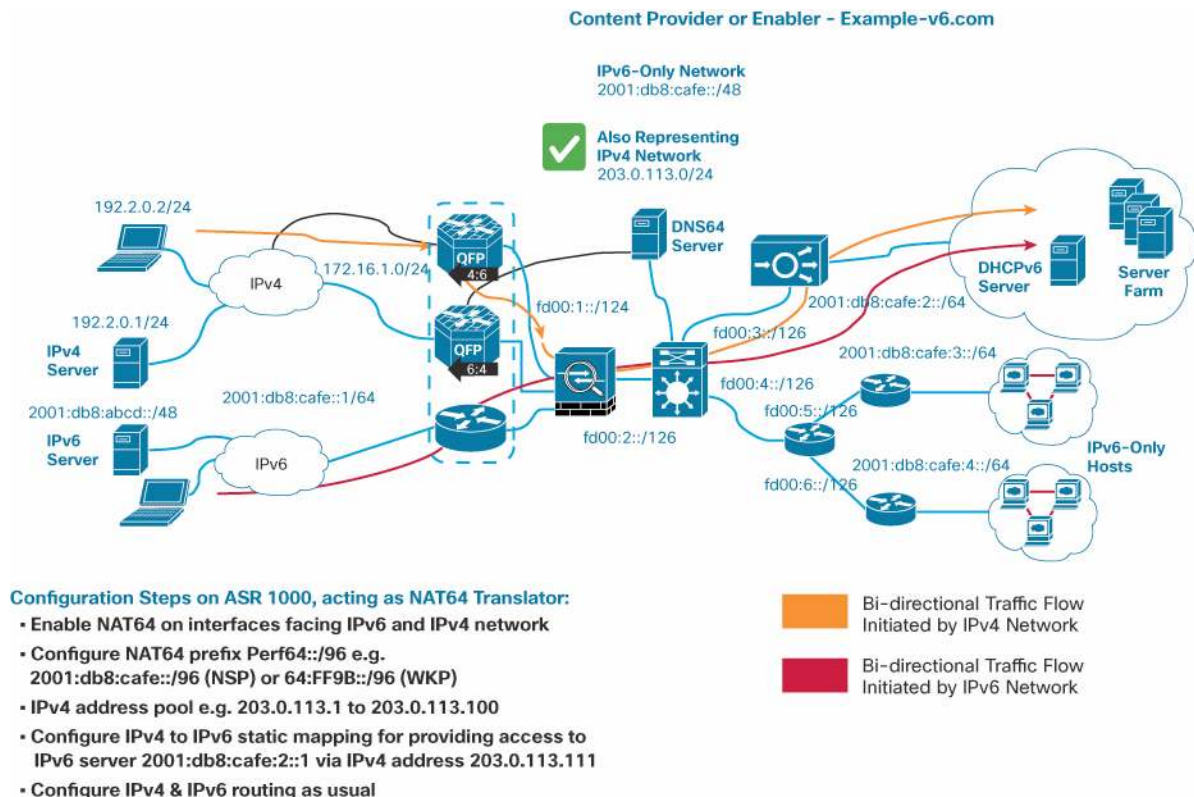 Content Provider or Enabler - Example-v6.com
IPv6-Only Network
2001:db8:cafe::/48
Also Representing
IPv4 Network
203.0.113.0/24
192.2.0.2/24
IPv4
172.16.1.0/24
QFP
4:6
QFP
6:4
DNS64
Server
fd00:1::/124
192.2.0.1/24
IPv4
Server
2001:db8:abcd::/48
IPv6
Server
2001:db8:cafe::1/64
IPv6
fd00:2::/126
fd00:3::/126
2001:db8:cafe:2::/64
DHCPv6
Server
Server
Farm
2001:db8:cafe:3::/64
fd00:4::/126
fd00:5::/126
fd00:6::/126
2001:db8:cafe:4::/64
IPv6-Only
Hosts
Configuration Steps on ASR 1000, acting as NAT64 Translator:
• Enable NAT64 on interfaces facing IPv6 and IPv4 network
• Configure NAT64 prefix Perf64::/96 e.g.
2001:db8:cafe::/96 (NSP) or 64:FF9B::/96 (WKP)
• IPv4 address pool e.g. 203.0.113.1 to 203.0.113.100
• Configure IPv4 to IPv6 static mapping for providing access to
IPv6 server 2001:db8:cafe:2::1 via IPv4 address 203.0.113.111
• Configure IPv4 & IPv6 routing as usual
Bi-directional Traffic Flow
Initiated by IPv4 Network
Bi-directional Traffic Flow
Initiated by IPv6 Network